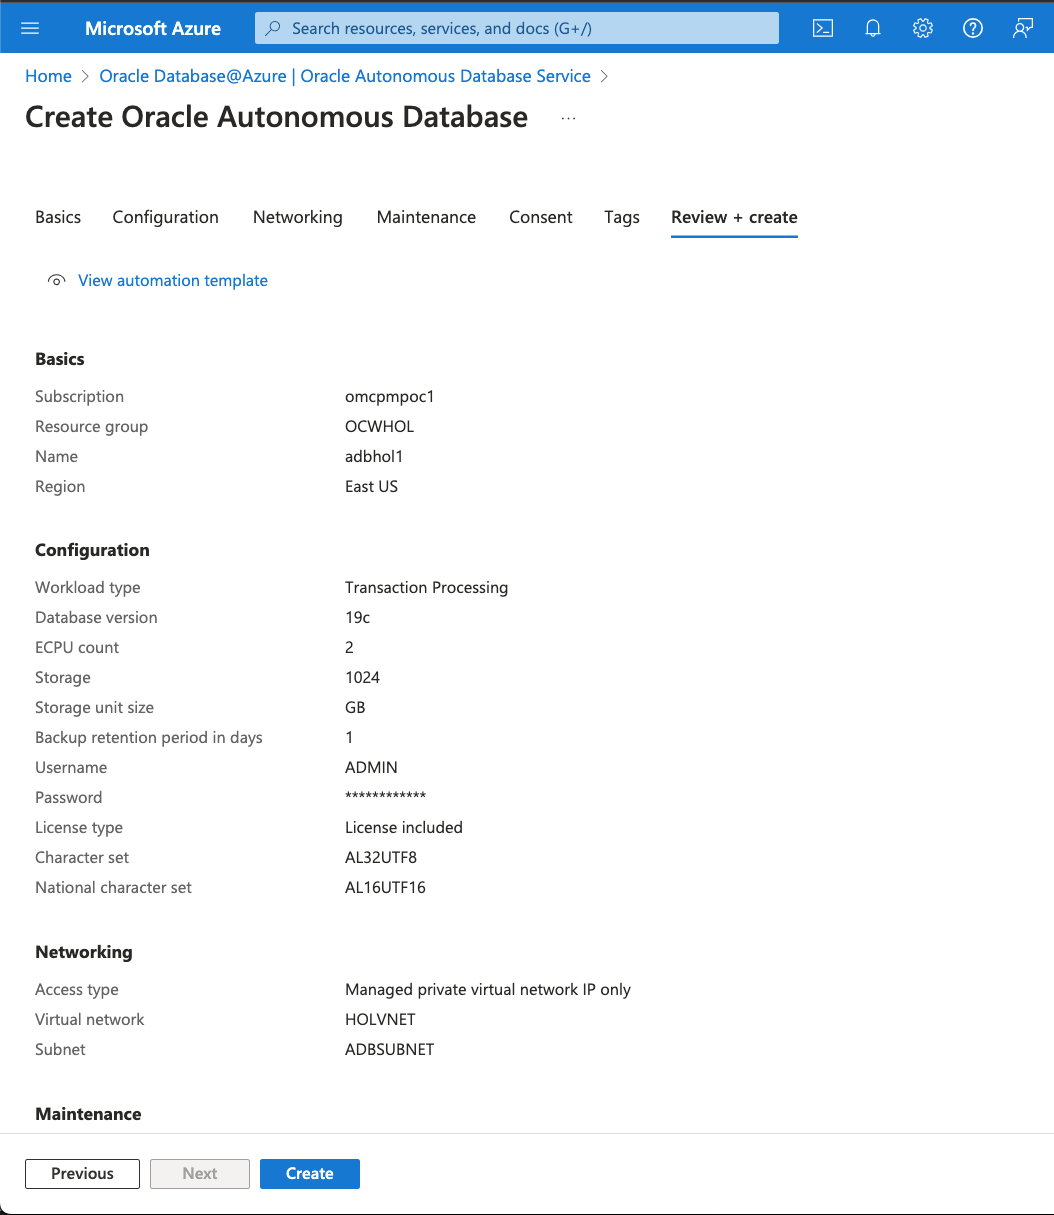 Microsoft Azure
Search resources, services, and docs (G+/)
Home > Oracle Database@Azure | Oracle Autonomous Database Service >
Create Oracle Autonomous Database ...
Basics Configuration Networking Maintenance Consent Tags Review + create
View automation template
Basics
Subscription omcpmpoc1
Resource group OCWHOL
Name adbhol1
Region East US
Configuration
Workload type Transaction Processing
Database version 19c
ECPU count 2
Storage 1024
Storage unit size GB
Backup retention period in days 1
Username ADMIN
Password ************
License type License included
Character set AL32UTF8
National character set AL16UTF16
Networking
Access type Managed private virtual network IP only
Virtual network HOLVNET
Subnet ADBSUBNET
Maintenance
Previous Next Create